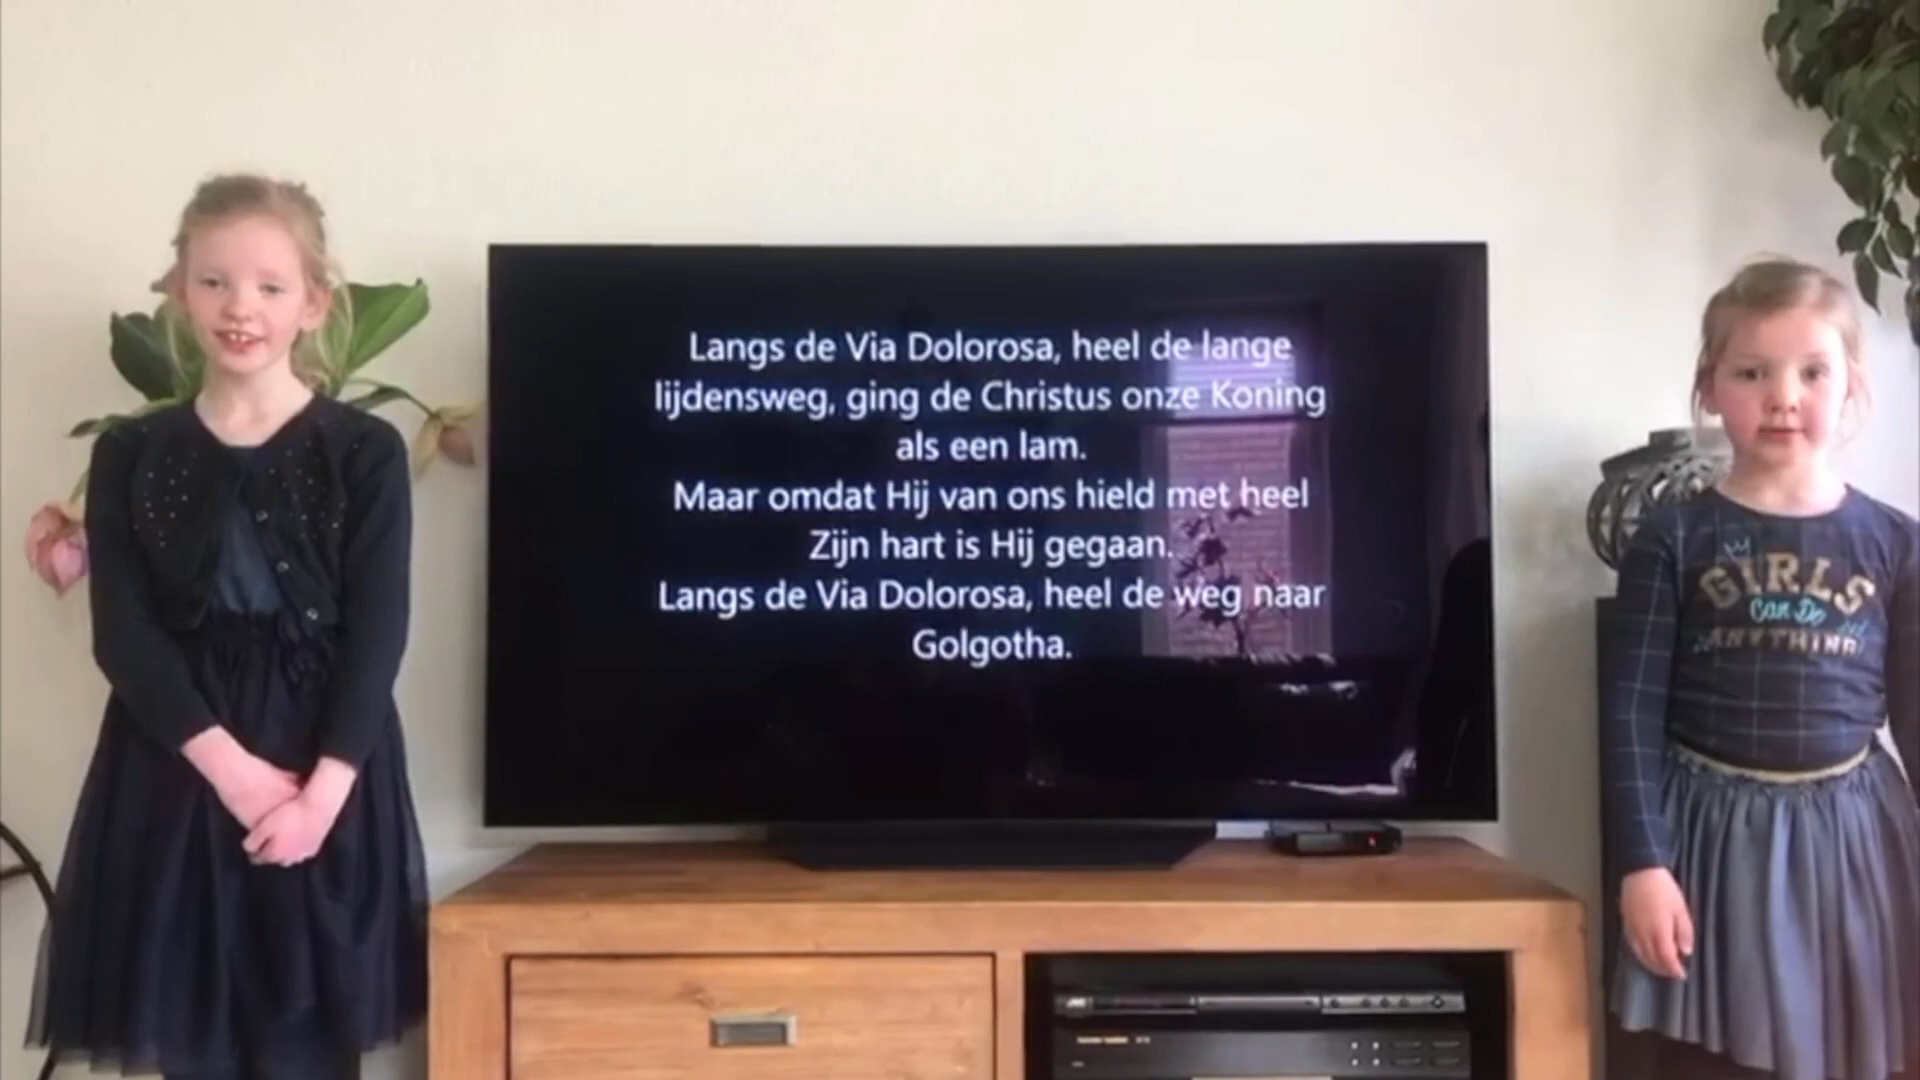 Langs de Via Dolorosa, heel de lange
lijdensweg, ging de Christus onze Koning
als een lam.
Maar omdat Hij van ons hield met heel
Zijn hart is Hij gegaan.
Langs de Via Dolorosa, heel de weg naar
Golgotha.
GIRLS
Can Do
ANYTHING